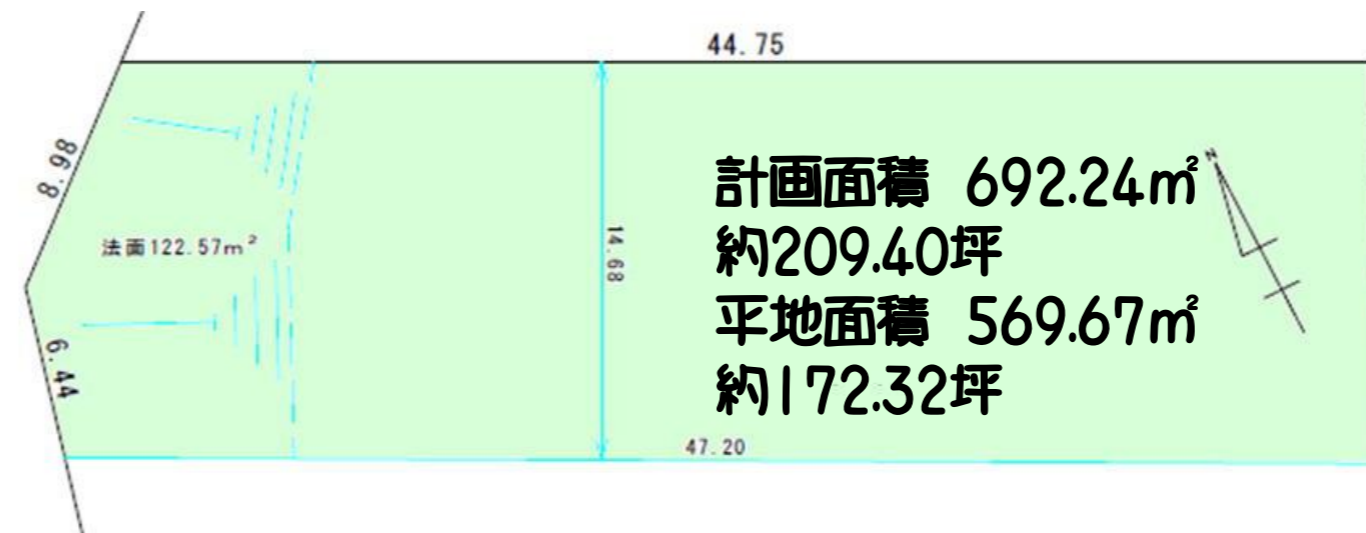 44.75
8.98
計画面積 692.24㎡
約209.40坪
法面122.57m²
14.68
平地面積 569.67㎡
約172.32坪
6.44
47.20
N